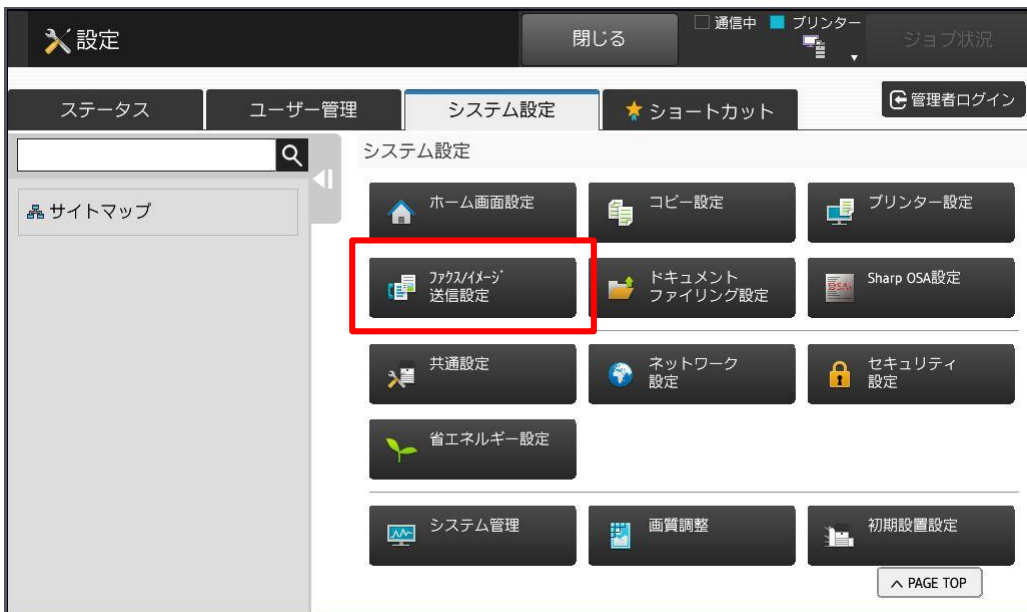 設定
閉じる
通信中
プリンター
ジョブ状況
ステータス
ユーザー管理
システム設定
ショートカット
管理者ログイン
サイトマップ
システム設定
ホーム画面設定
コピー設定
プリンター設定
ﾌｧｸｽ/ｲﾒｰｼﾞ
送信設定
ドキュメント
ファイリング設定
OSA
Sharp OSA設定
共通設定
ネットワーク
設定
セキュリティ
設定
省エネルギー設定
システム管理
画質調整
初期設置設定
PAGE TOP